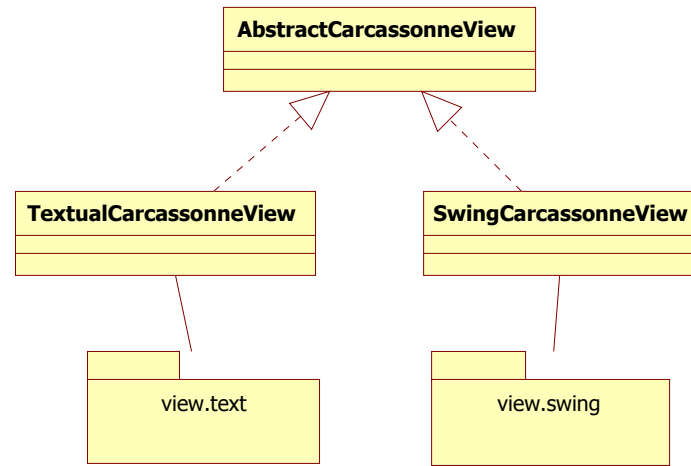 AbstractCarcassonneView
TextualCarcassonneView
SwingCarcassonneView
view.text
view.swing